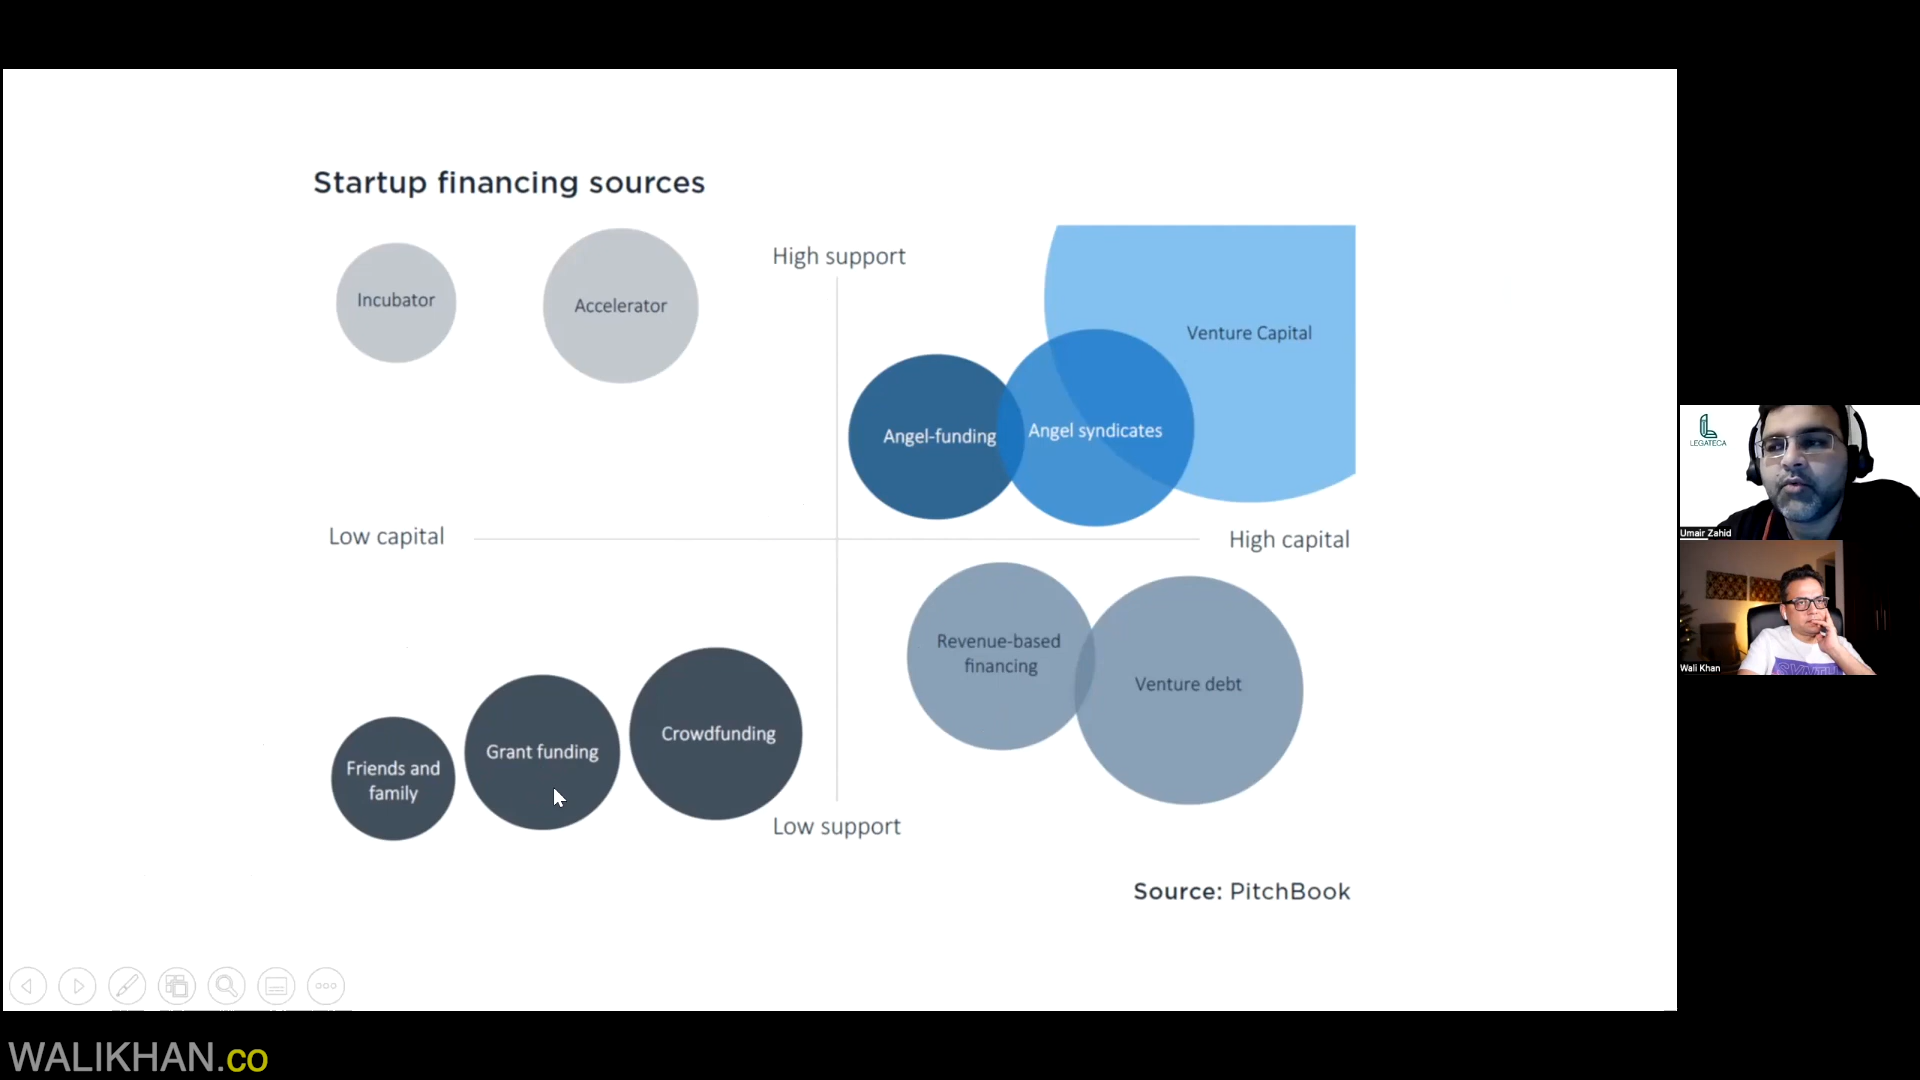 Startup financing sources
High support
Incubator
Accelerator
Venture Capital
Angel-funding
Angel syndicates
Low capital
High capital
Revenue-based
financing
Venture debt
Crowdfunding
Grant funding
Friends and
family
Low support
Source: PitchBook
LEGATECA
Umair Zahid
Wali Khan
WALIKHAN.CO